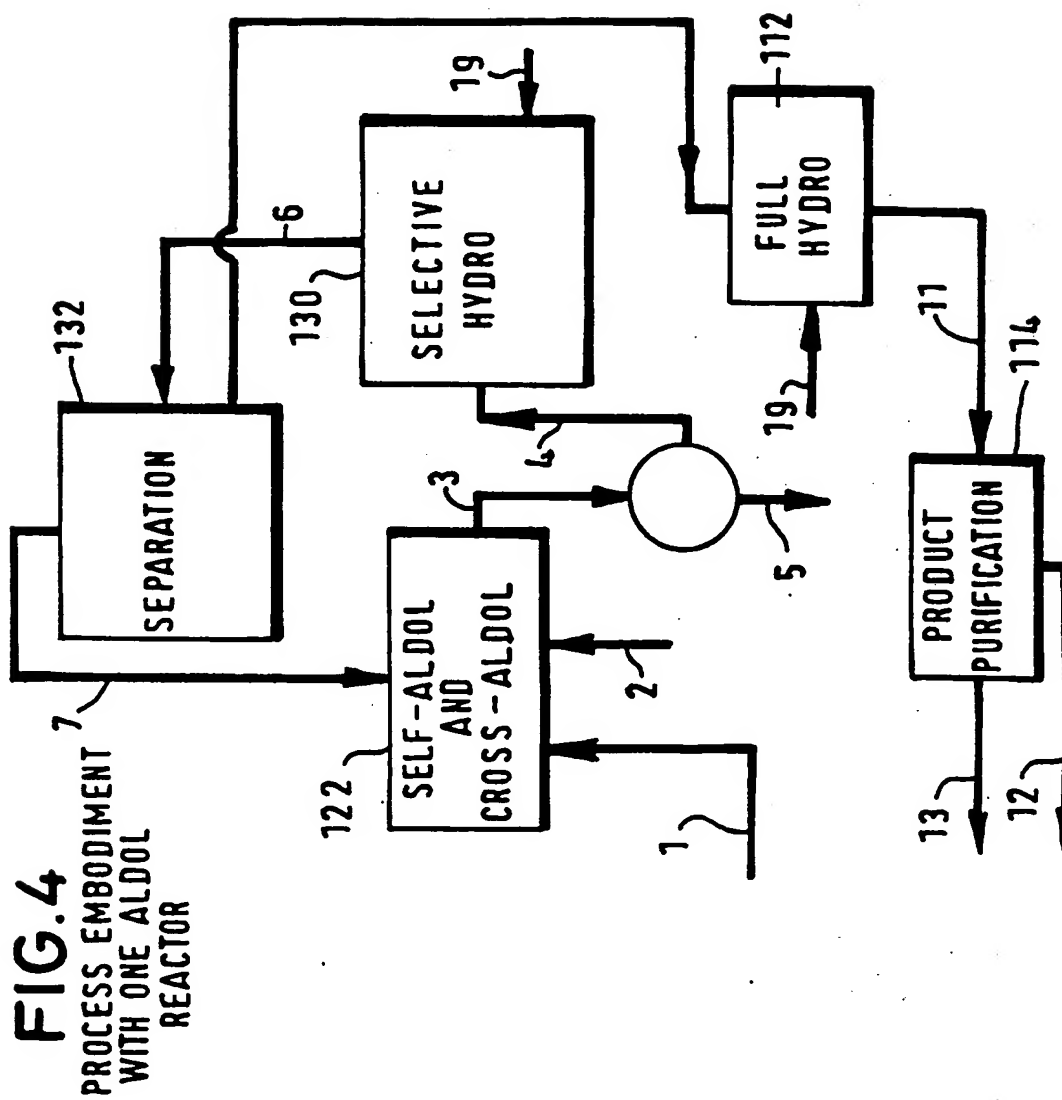 FIG.4
PROCESS EMBODIMENT
WITH ONE ALDOL
REACTOR
7
132
SEPARATION
6
130
SELECTIVE
HYDRO
19
122
SELF-ALDOL
AND
CROSS-ALDOL
3
4
5
2
1
112
FULL
HYDRO
19
11
114
PRODUCT
PURIFICATION
13
12